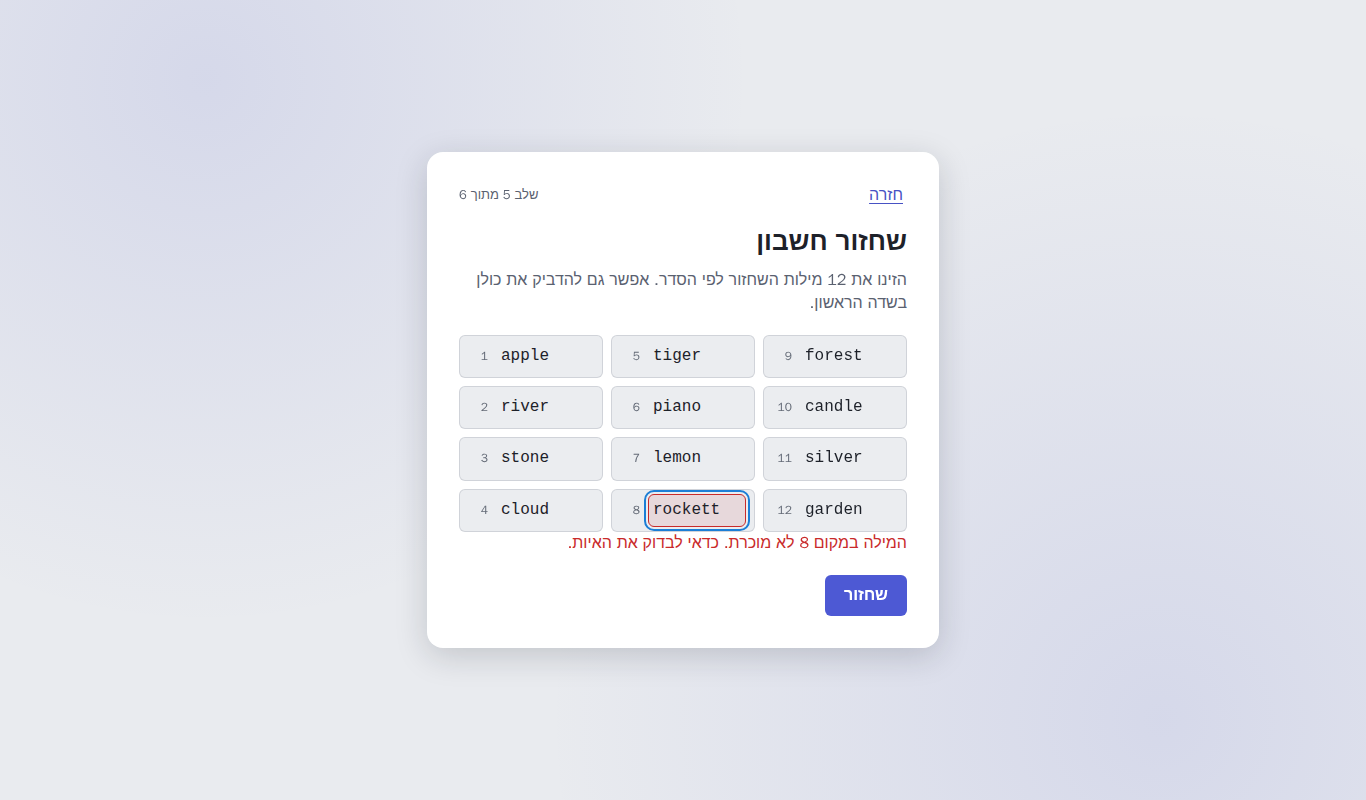 חזרה
שלב 5 מתוך 6
שחזור חשבון
הזינו את 12 מילות השחזור לפי הסדר. אפשר גם להדביק את כולן
בשדה הראשון.
1 apple
2 river
3 stone
4 cloud
5 tiger
6 piano
7 lemon
8 rockett
9 forest
10 candle
11 silver
12 garden
המילה במקום 8 לא מוכרת. כדאי לבדוק את האיות.
שחזור